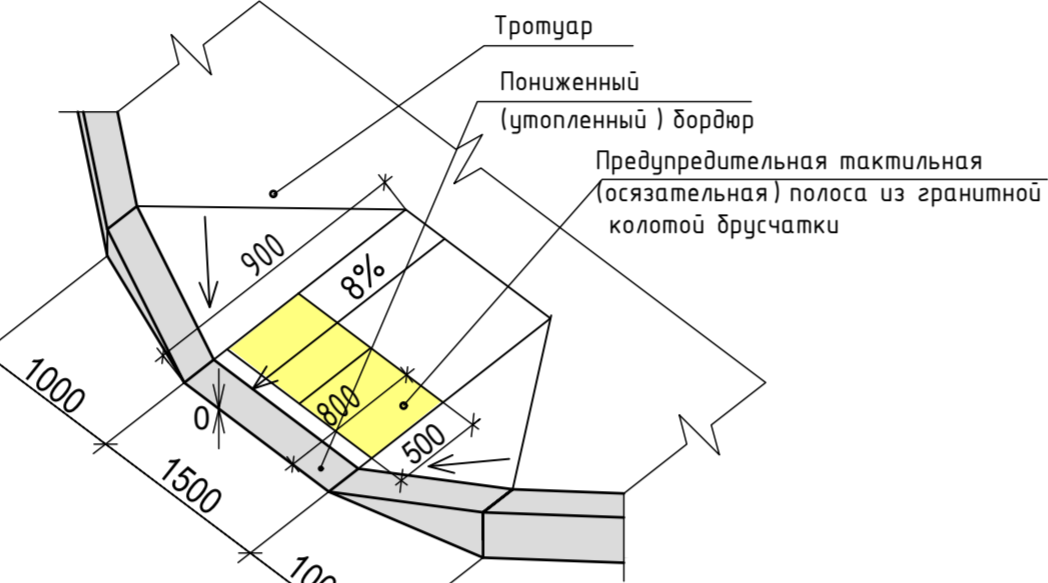 Тротуар
Пониженный
(утопленный ) бордюр
Предупредительная тактильная
(осязательная) полоса из гранитной
колотой брусчатки
900
8%
800
500
0
1000
1500